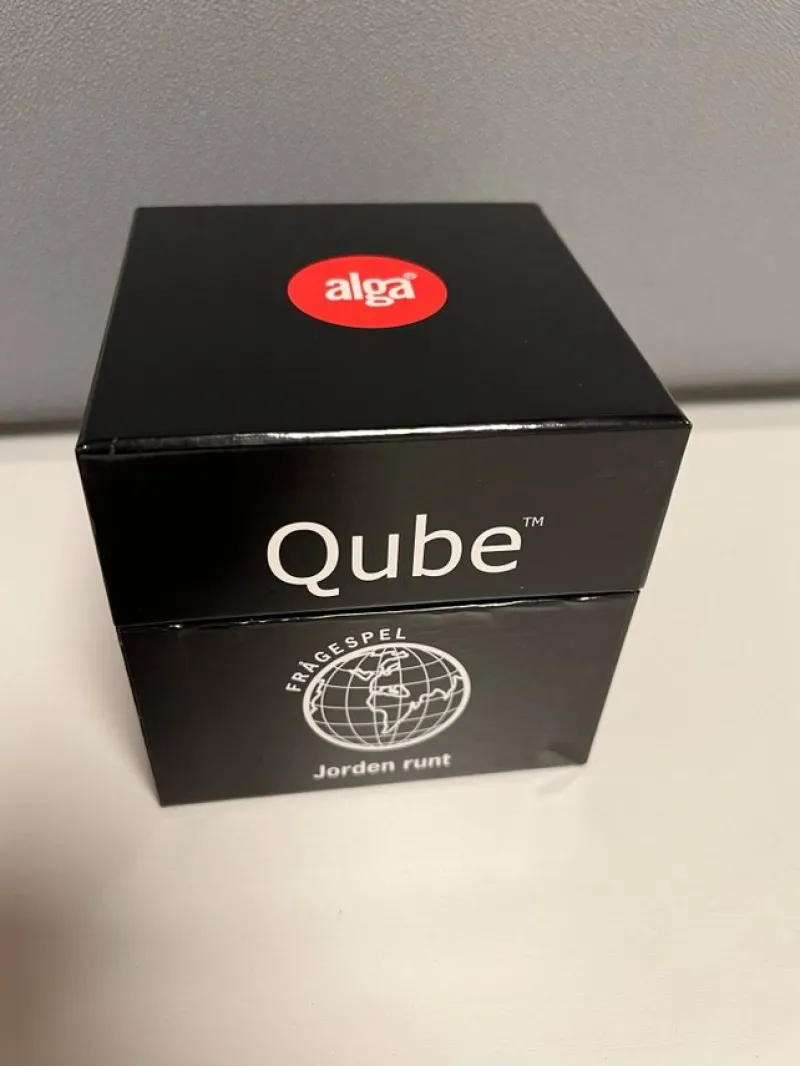 alga®
Qube™
FRÅGESPEL
Jorden runt